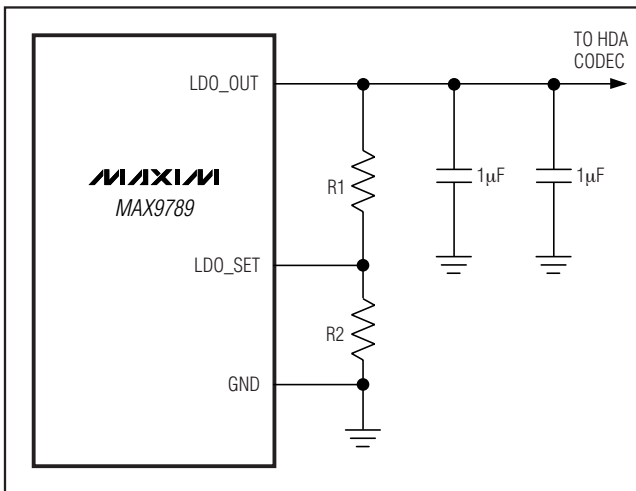 TO HDA
CODEC
LDO_OUT
MAXIM
MAX9789
R1
1μF
1μF
LDO_SET
R2
GND